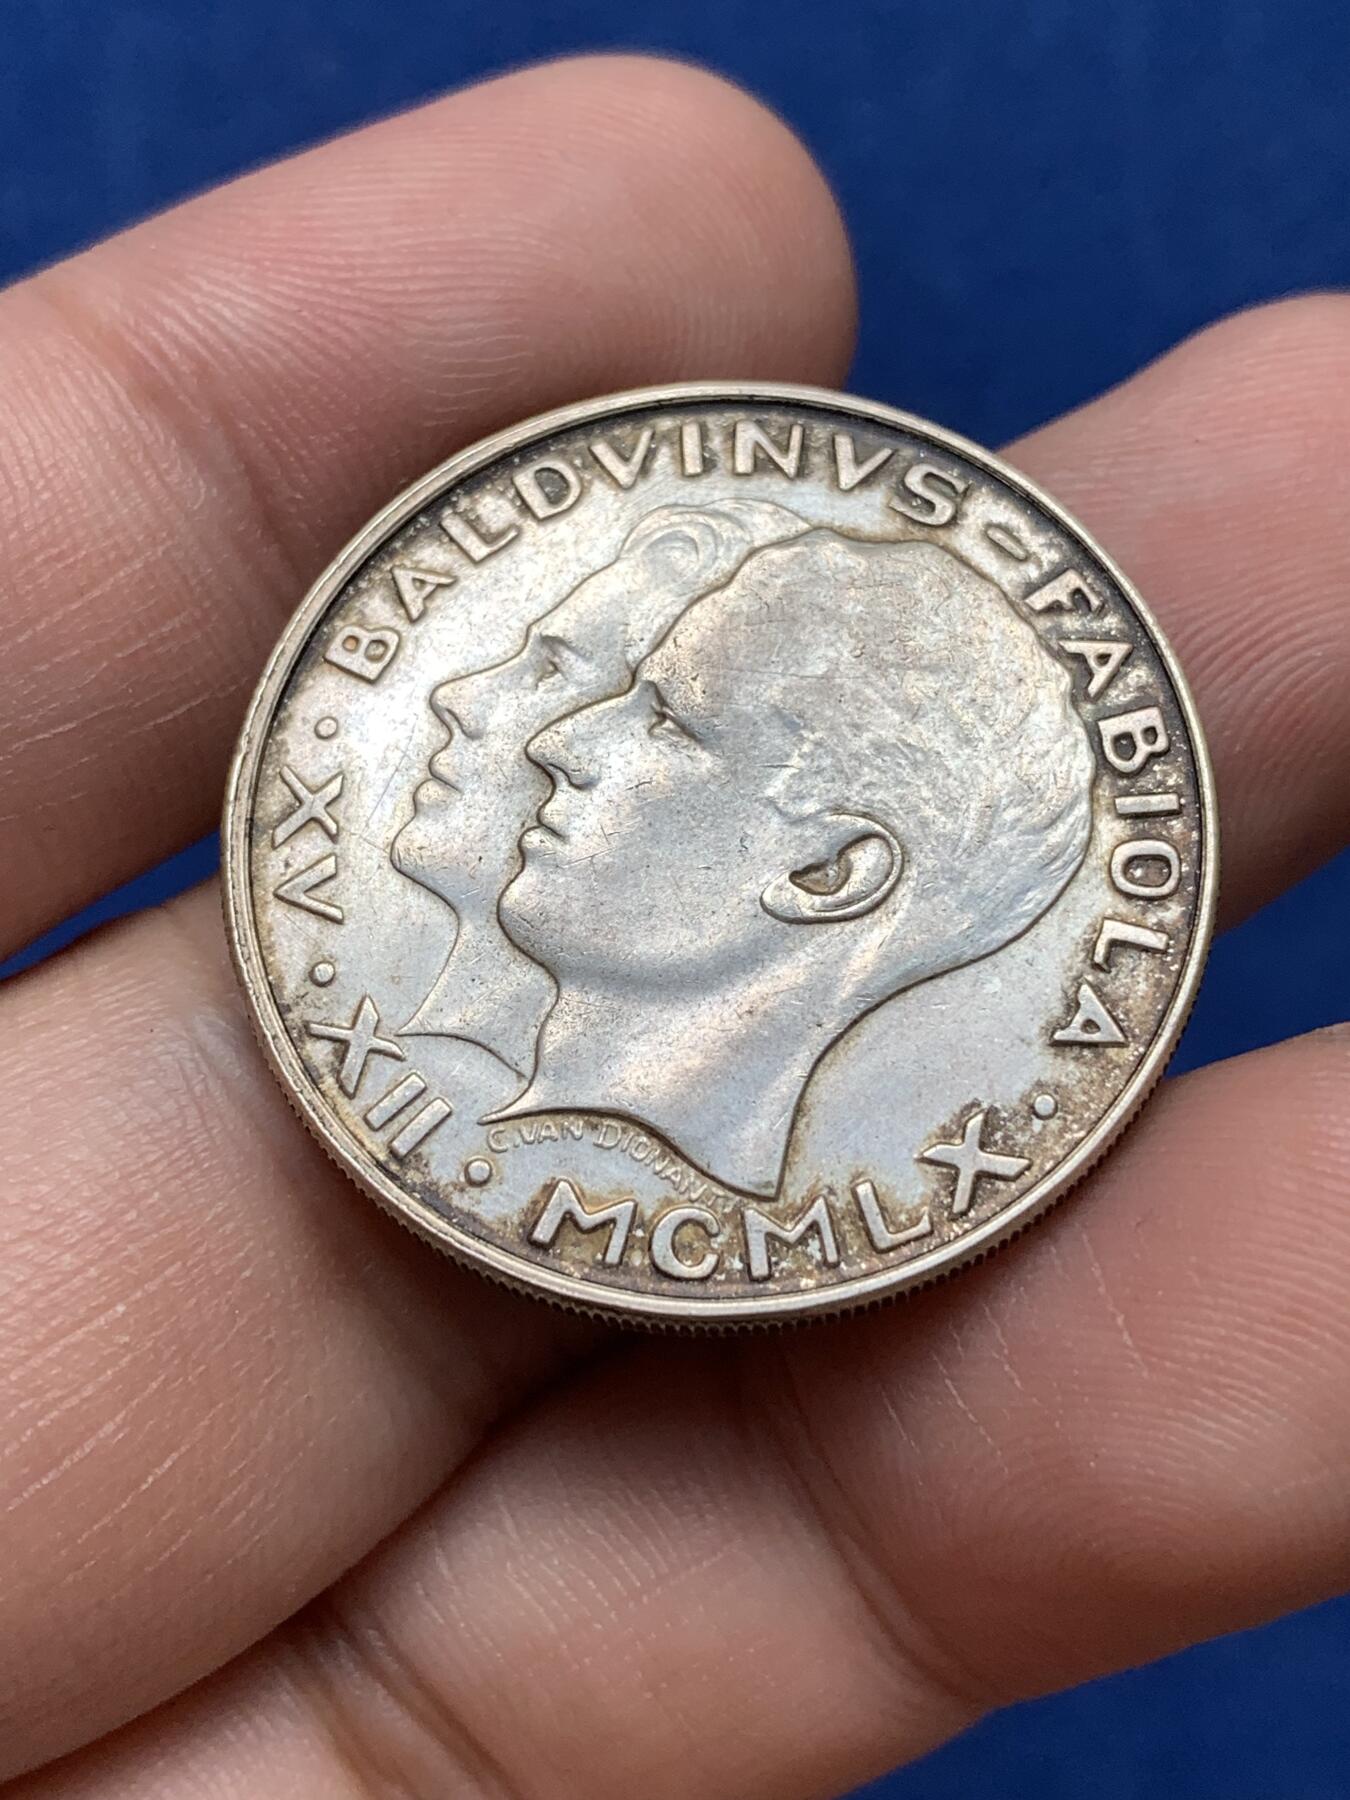 BALDVINVS - FABIOLA
· XV · XII · MCMLX ·
C. VAN DIONANT